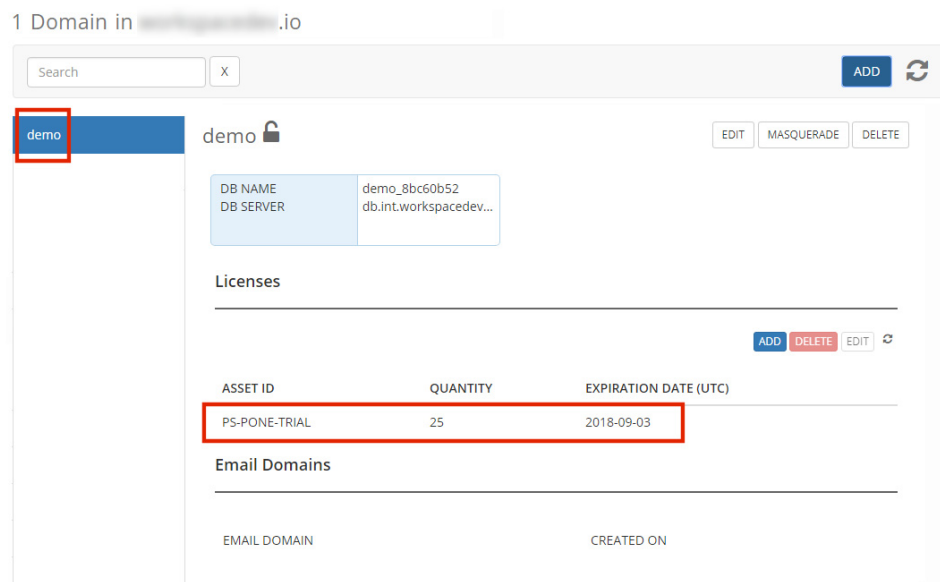 1 Domain in .io
Search X ADD
demo
demo EDIT MASQUERADE DELETE
DB NAME demo_8bc60b52
DB SERVER db.int.workspacedev...
Licenses
ADD DELETE EDIT
ASSET ID QUANTITY EXPIRATION DATE (UTC)
PS-PONE-TRIAL 25 2018-09-03
Email Domains
EMAIL DOMAIN CREATED ON